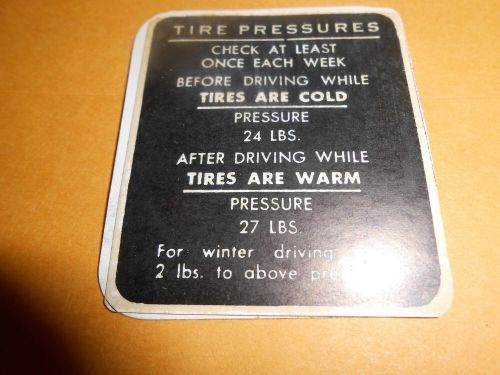 TIRE PRESSURES
CHECK AT LEAST
ONCE EACH WEEK
BEFORE DRIVING WHILE
TIRES ARE COLD
PRESSURE
24 LBS.
AFTER DRIVING WHILE
TIRES ARE WARM
PRESSURE
27 LBS.
For winter driving
2 lbs. to above